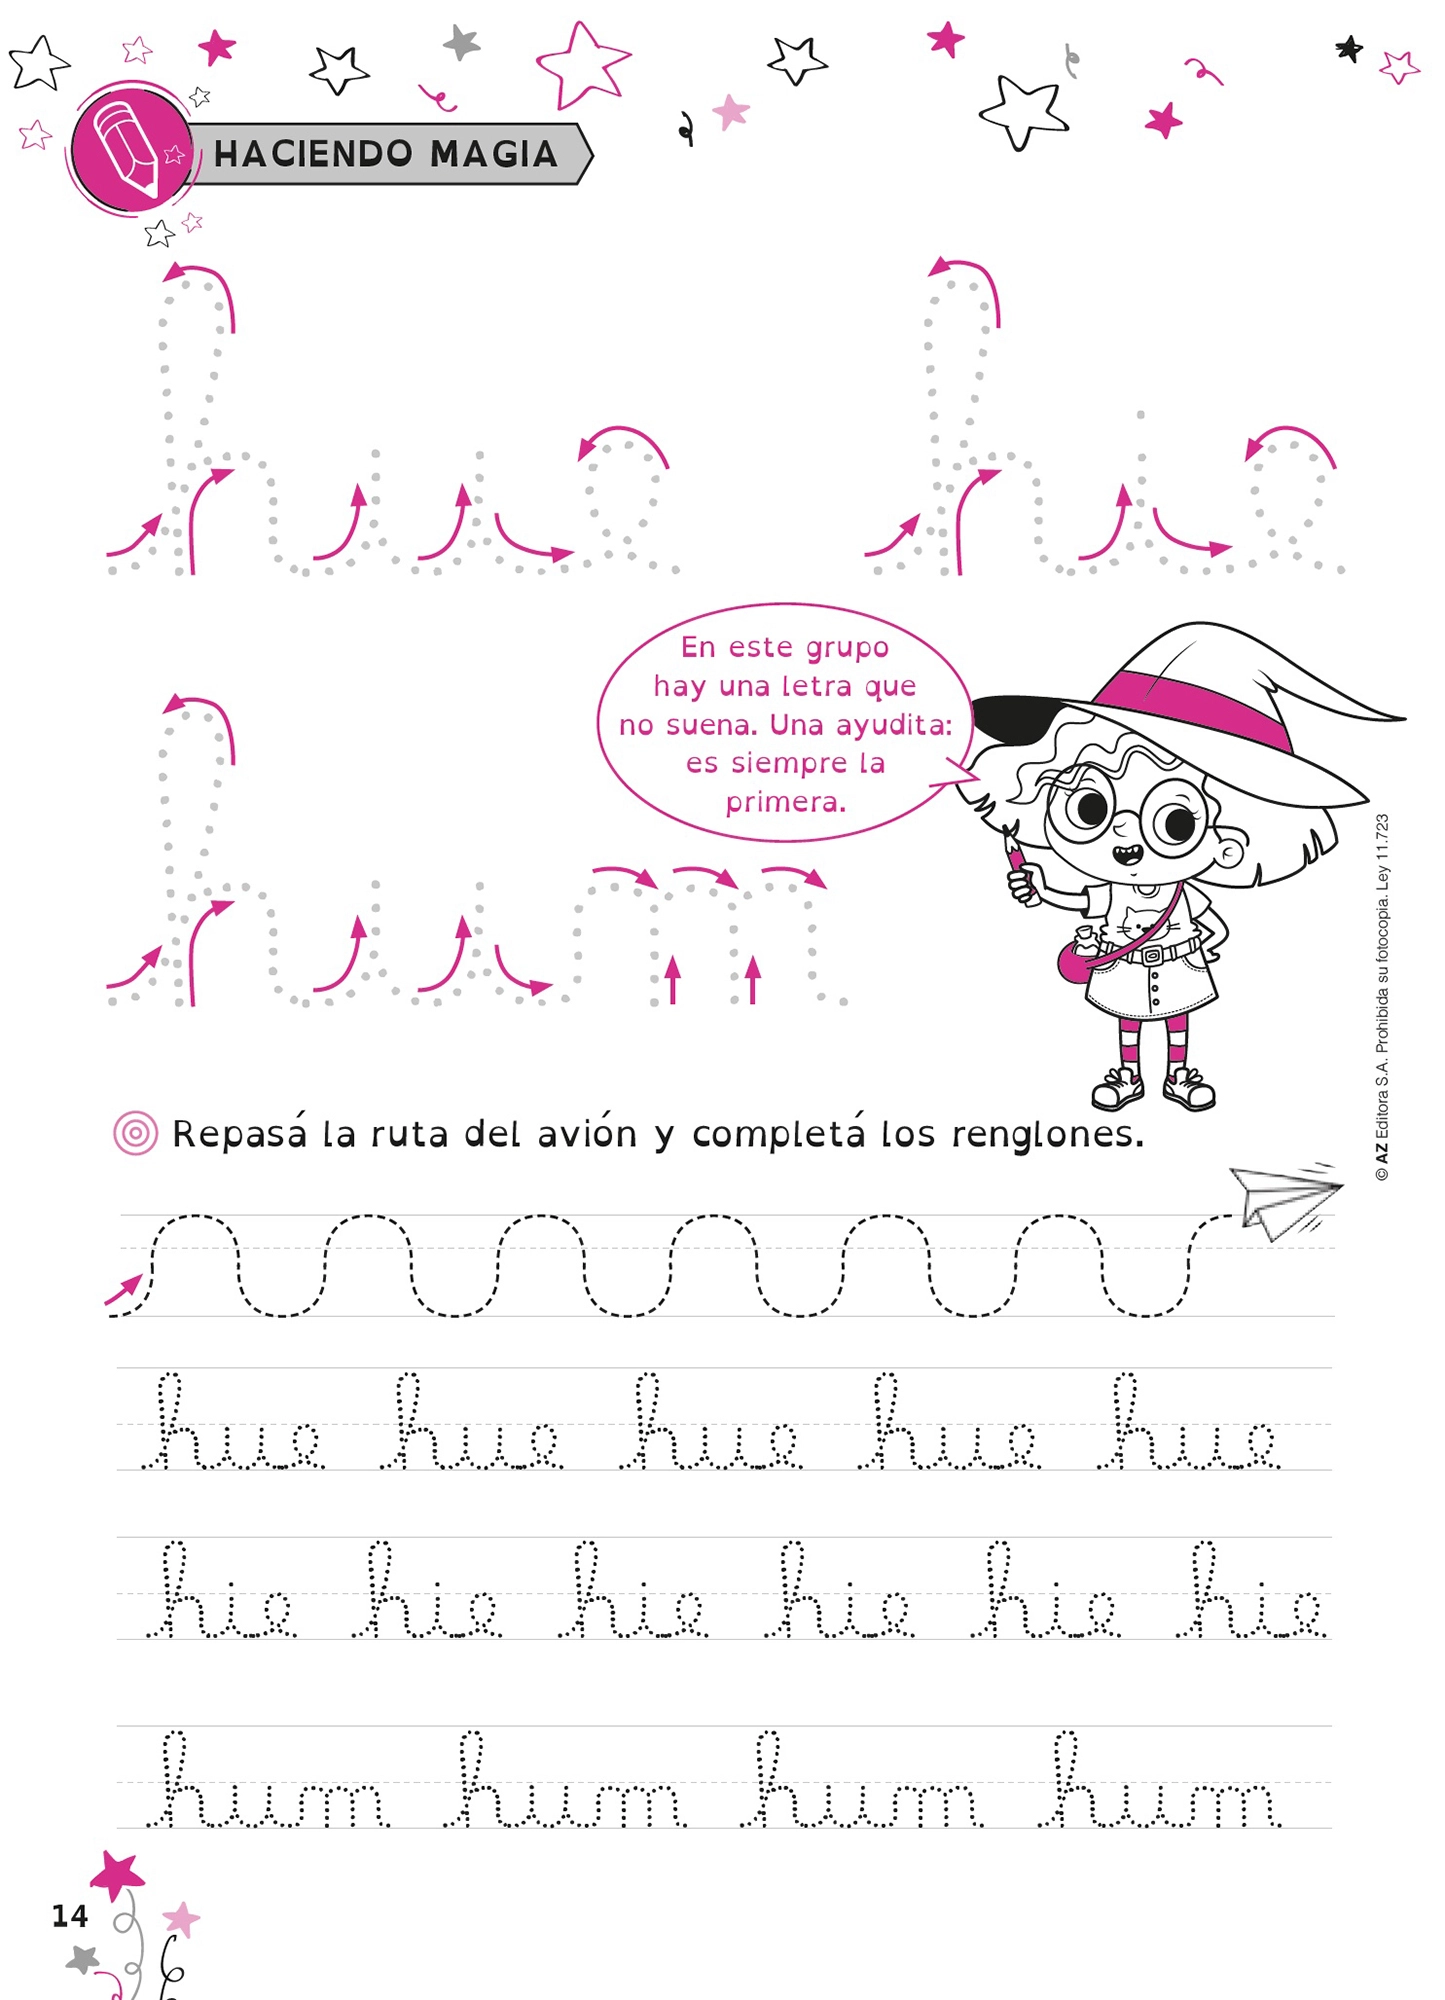 HACIENDO MAGIA
hue hie
En este grupo
hay una letra que
no suena. Una ayudita:
es siempre la
primera.
hum
© AZ Editora S.A. Prohibida su fotocopia. Ley 11.723
Repasá la ruta del avión y completá los renglones.
hue hue hue hue hue
hie hie hie hie hie hie
hum hum hum hum
14